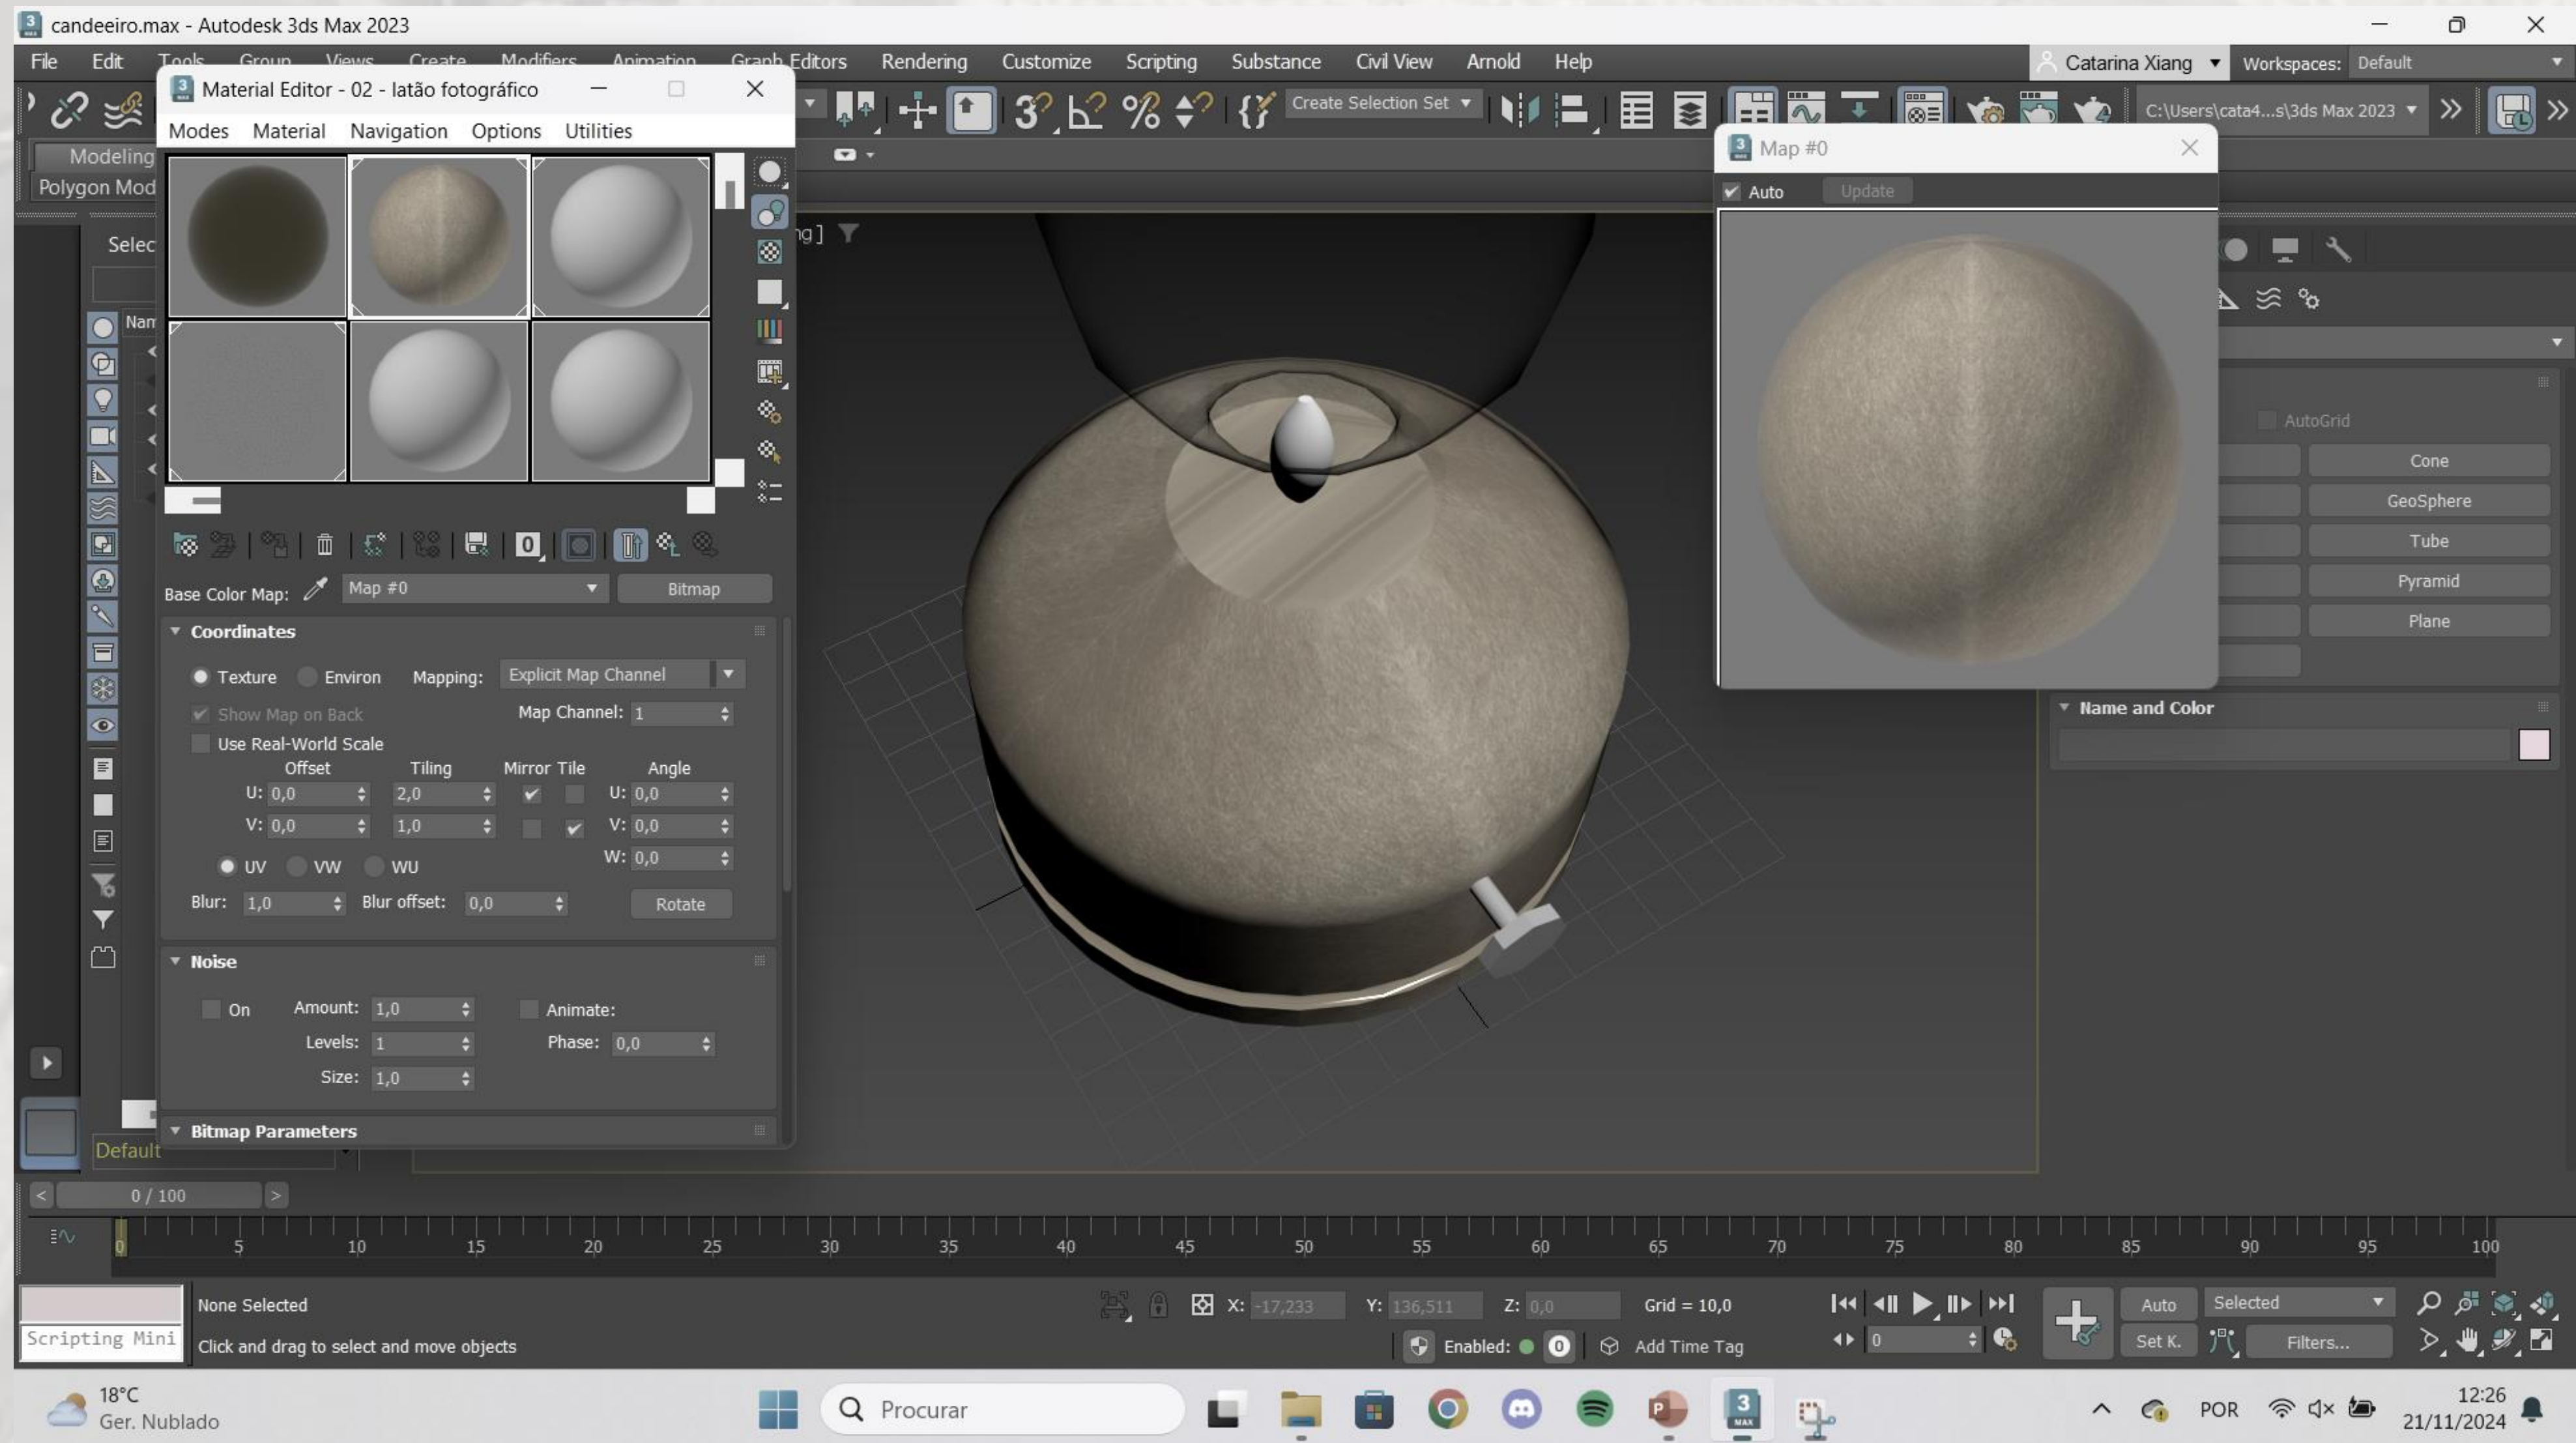 candeeiro.max - Autodesk 3ds Max 2023
File Edit Tools Group Views Create Modifiers Animation Graph Editors Rendering Customize Scripting Substance Civil View Arnold Help
Catarina Xiang Workspaces: Default
Material Editor - 02 - latão fotográfico
Modes Material Navigation Options Utilities
Create Selection Set
C:\Users\cata4...s\3ds Max 2023
Modeling
Polygon Mod
Map #0
Auto Update
Selec
ng]
Nam
AutoGrid
Cone
GeoSphere
Tube
Pyramid
Plane
Name and Color
Base Color Map: Map #0 Bitmap
Coordinates
Texture Environ Mapping: Explicit Map Channel
Show Map on Back Map Channel: 1
Use Real-World Scale
Offset Tiling Mirror Tile Angle
U: 0,0 2,0 U: 0,0
V: 0,0 1,0 V: 0,0
W: 0,0
UV VW WU
Blur: 1,0 Blur offset: 0,0 Rotate
Noise
On Amount: 1,0 Animate:
Levels: 1 Phase: 0,0
Size: 1,0
Bitmap Parameters
Default
0 / 100
0 5 10 15 20 25 30 35 40 45 50 55 60 65 70 75 80 85 90 95 100
None Selected
X: -17,233 Y: 136,511 Z: 0,0 Grid = 10,0
Auto Selected
Scripting Mini
Click and drag to select and move objects
Enabled: 0 Add Time Tag
0
Set K. Filters...
18°C
Ger. Nublado
Procurar
POR
12:26
21/11/2024